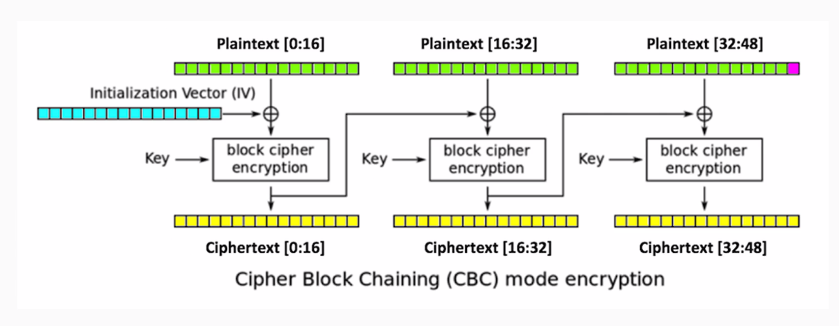 Plaintext [0:16]
Plaintext [16:32]
Plaintext [32:48]
Initialization Vector (IV)
Key
block cipher
encryption
Key
block cipher
encryption
Key
block cipher
encryption
Ciphertext [0:16]
Ciphertext [16:32]
Ciphertext [32:48]
Cipher Block Chaining (CBC) mode encryption